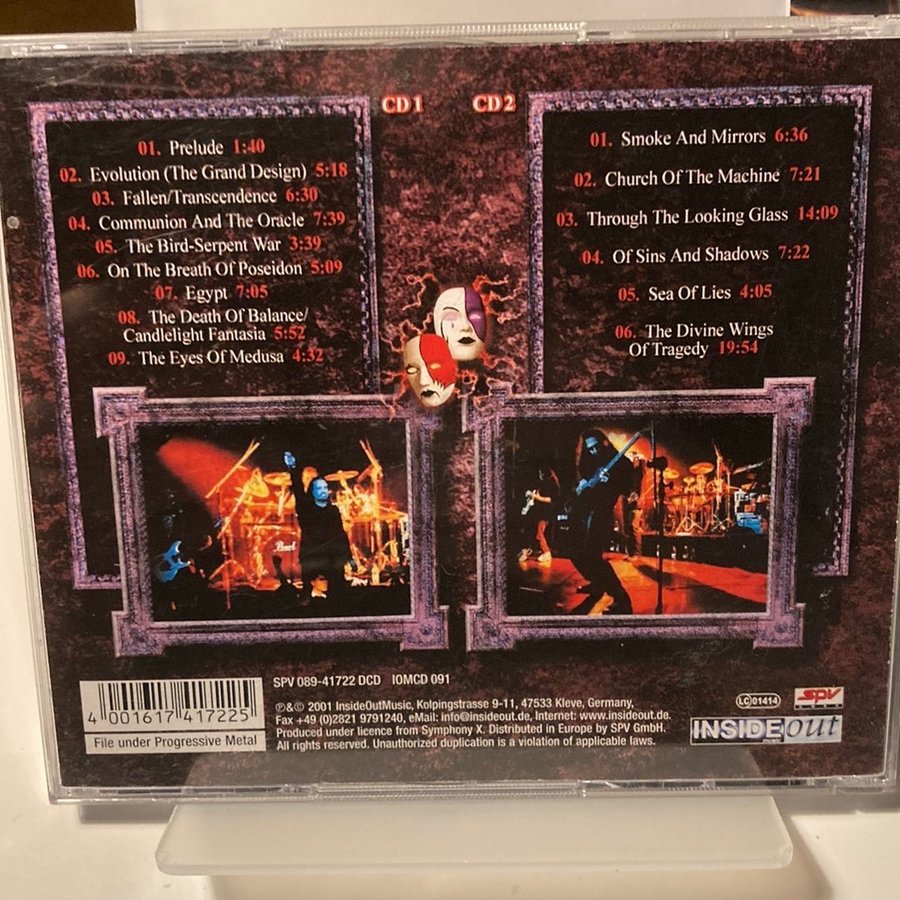 CD1
01. Prelude 1:40
02. Evolution (The Grand Design) 5:18
03. Fallen/Transcendence 6:30
04. Communion And The Oracle 7:39
05. The Bird-Serpent War 3:39
06. On The Breath Of Poseidon 5:09
07. Egypt 7:05
08. The Death Of Balance/
Candlelight Fantasia 5:52
09. The Eyes Of Medusa 4:32
CD2
01. Smoke And Mirrors 6:36
02. Church Of The Machine 7:21
03. Through The Looking Glass 14:09
04. Of Sins And Shadows 7:22
05. Sea Of Lies 4:05
06. The Divine Wings
Of Tragedy 19:54
Pearl
4 001617 417225
File under Progressive Metal
SPV 089-41722 DCD IOMCD 091
℗&© 2001 InsideOutMusic, Kolpingstrasse 9-11, 47533 Kleve, Germany,
Fax +49 (0)2821 9791240, eMail: info@insideout.de, Internet: www.insideout.de.
Produced under licence from Symphony X. Distributed in Europe by SPV GmbH.
All rights reserved. Unauthorized duplication is a violation of applicable laws.
LC 01414
SPV
INSIDE out
music